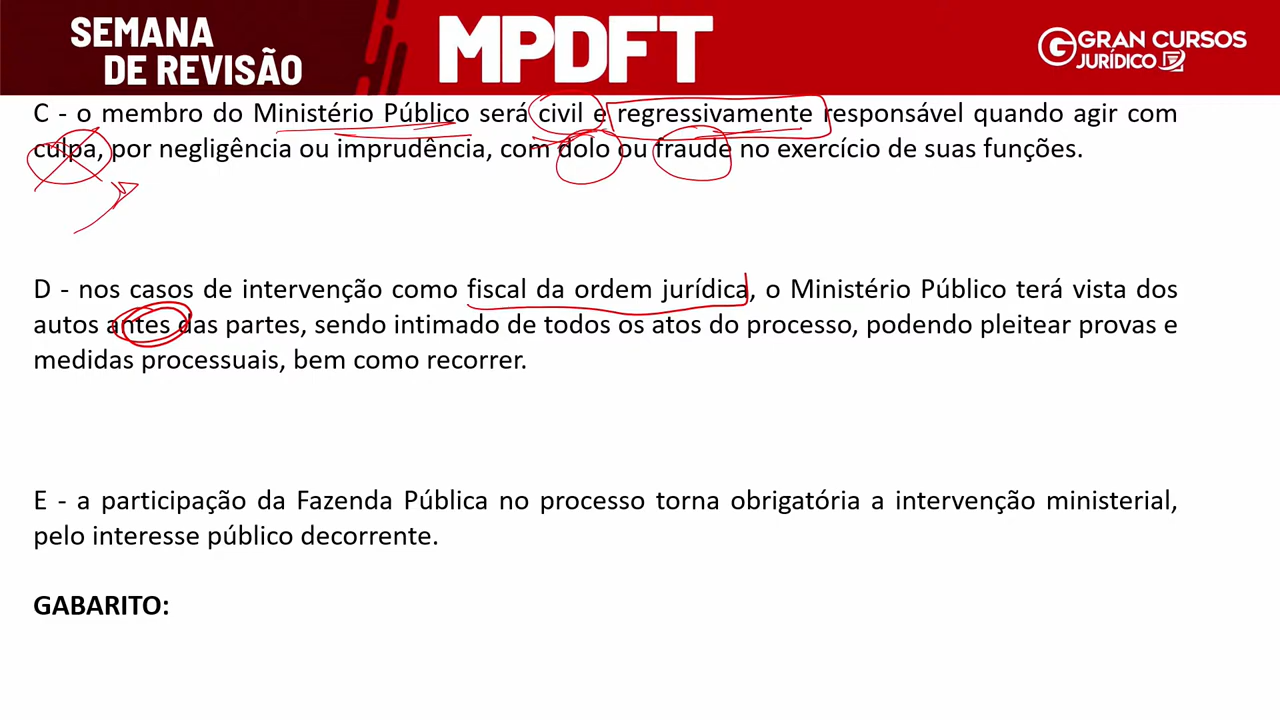 SEMANA
DE REVISÃO
MPDFT
GRAN CURSOS
JURÍDICO
C - o membro do Ministério Público será civil e regressivamente responsável quando agir com
culpa, por negligência ou imprudência, com dolo ou fraude no exercício de suas funções.
D - nos casos de intervenção como fiscal da ordem jurídica, o Ministério Público terá vista dos
autos antes das partes, sendo intimado de todos os atos do processo, podendo pleitear provas e
medidas processuais, bem como recorrer.
E - a participação da Fazenda Pública no processo torna obrigatória a intervenção ministerial,
pelo interesse público decorrente.
GABARITO: